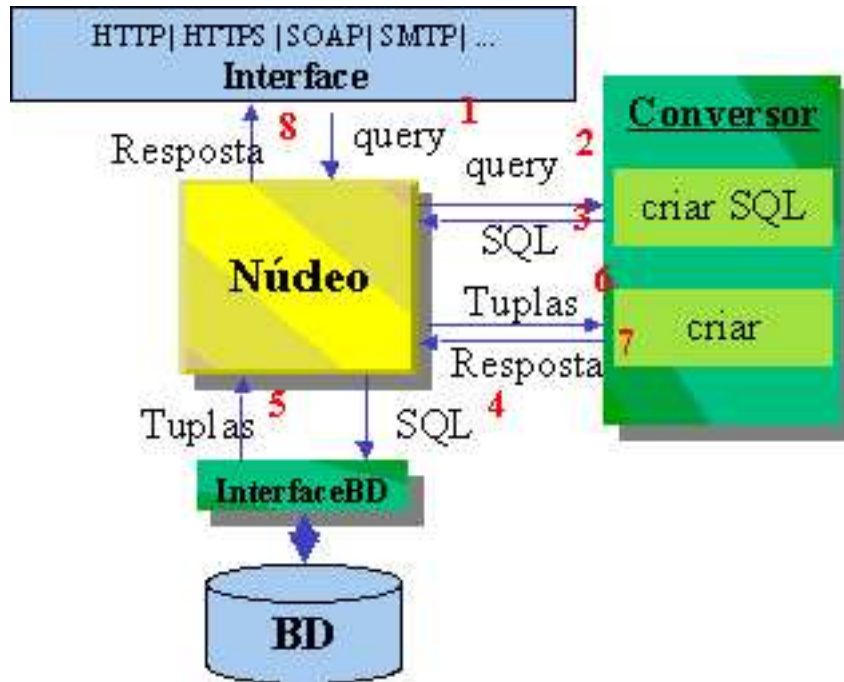 HTTP| HTTPS |SOAP| SMTP| ...
Interface
Conversor
1
8
query
2
Resposta
query
criar SQL
3
SQL
Núcleo
6
Tuplas
criar
7
Resposta
5
4
Tuplas
SQL
InterfaceBD
BD